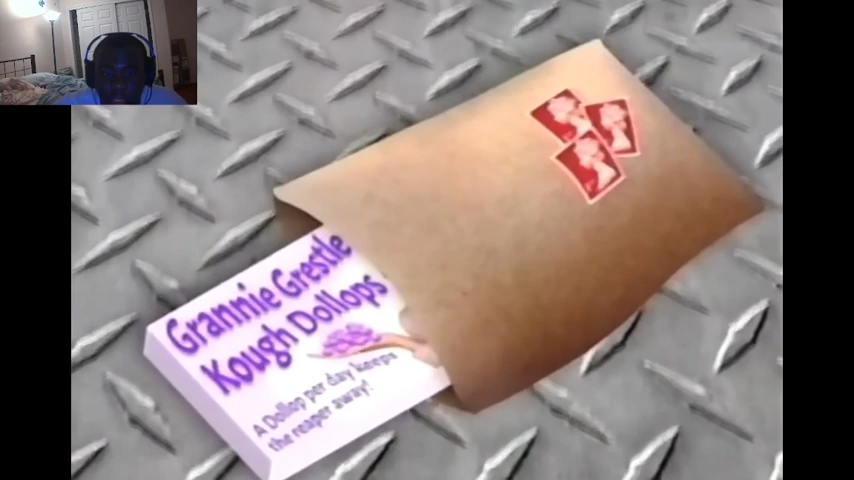 Grannie Grestle
Kough Dollops
A Dollop per day keeps
the reaper away!